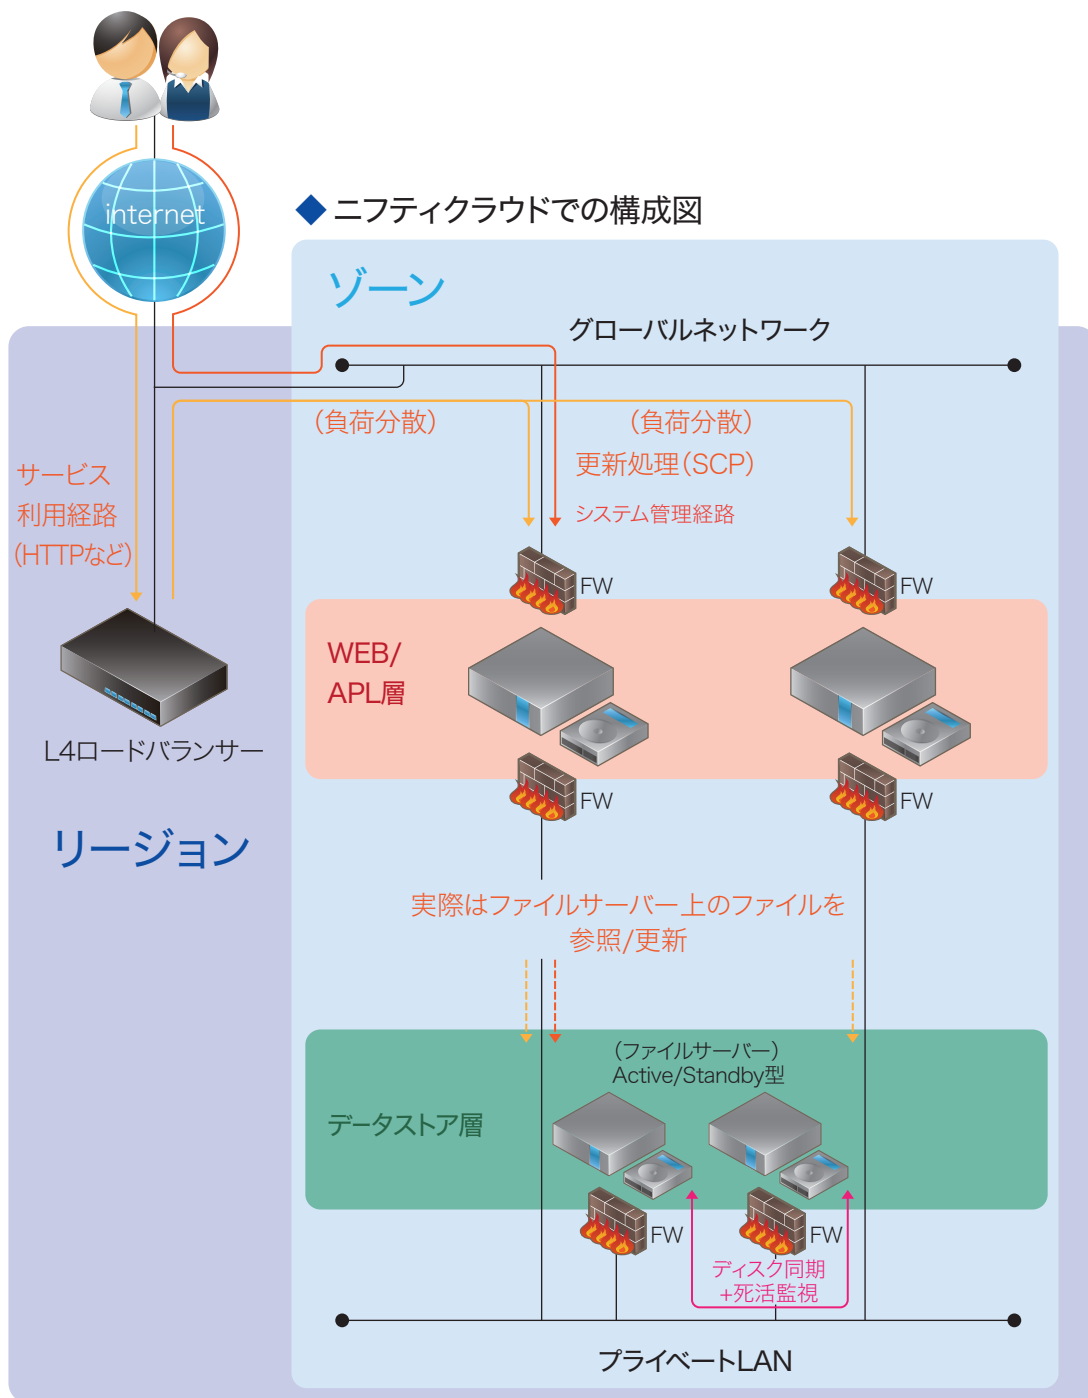 internet
◆ ニフティクラウドでの構成図
ゾーン
グローバルネットワーク
(負荷分散)
(負荷分散)
更新処理(SCP)
システム管理経路
サービス
利用経路
(HTTPなど)
FW
FW
WEB/
APL層
L4ロードバランサー
FW
FW
リージョン
実際はファイルサーバー上のファイルを
参照/更新
(ファイルサーバー)
Active/Standby型
データストア層
FW
FW
ディスク同期
+死活監視
プライベートLAN